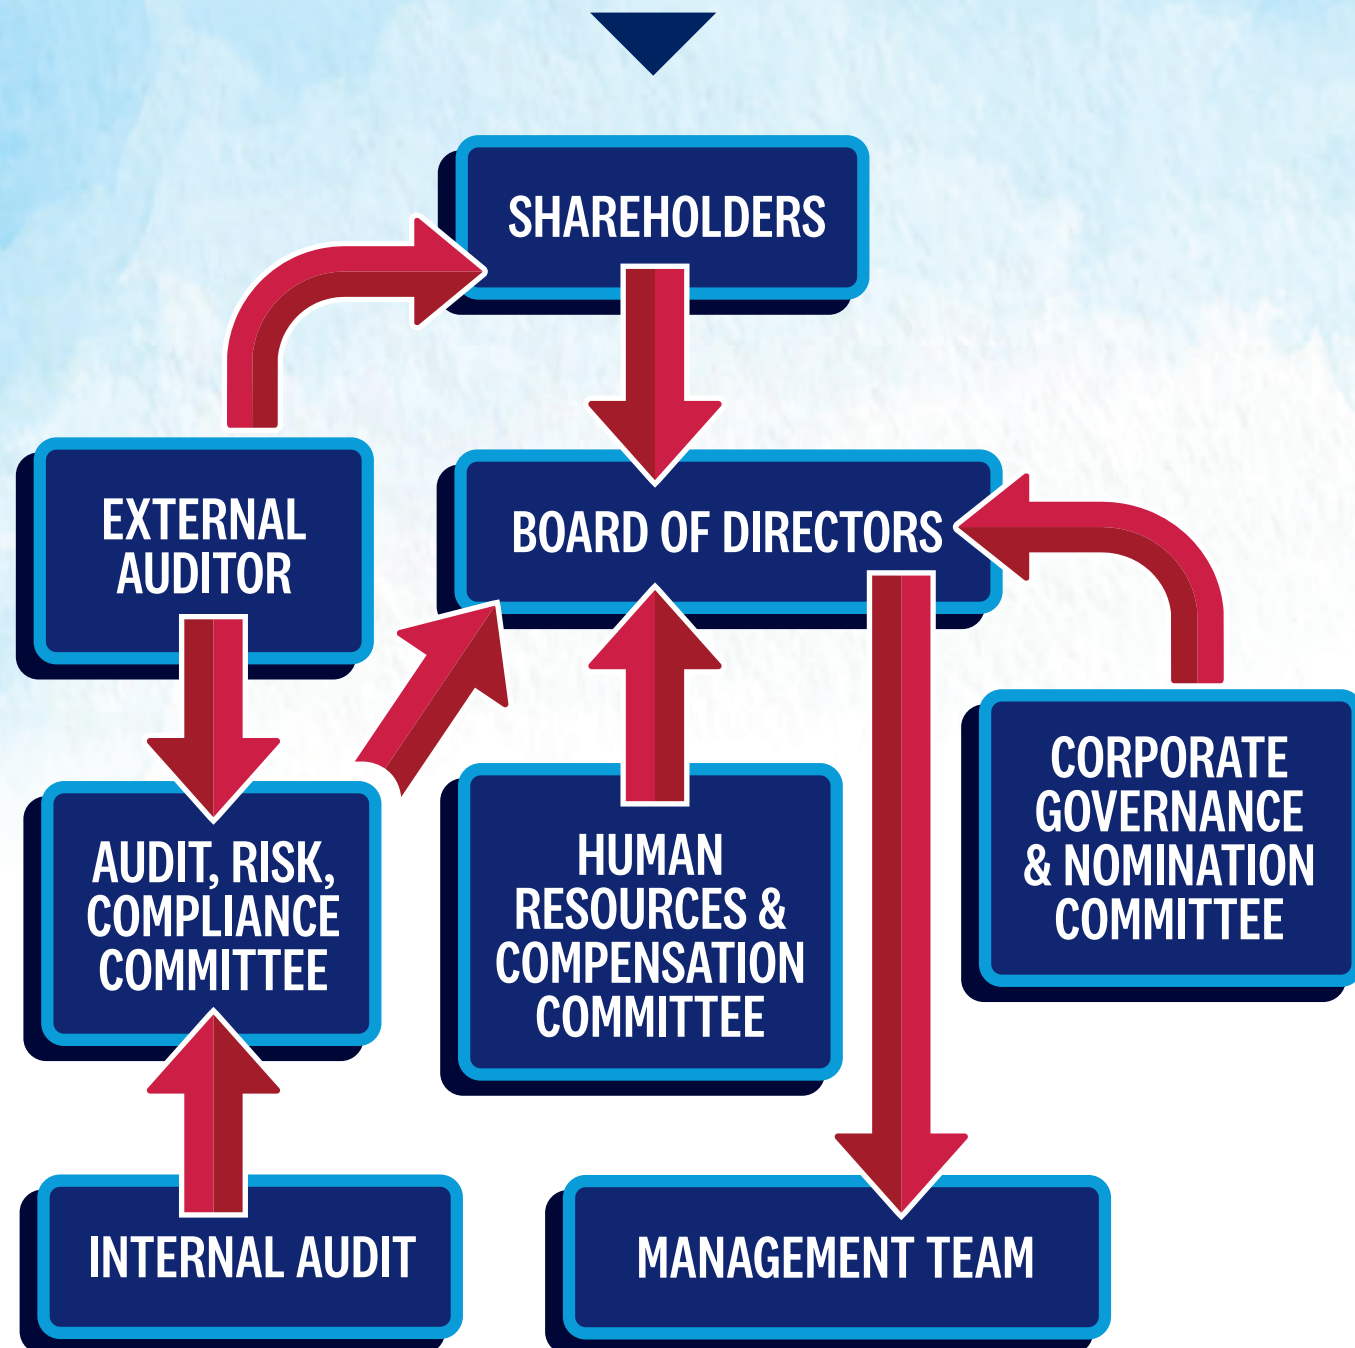 SHAREHOLDERS
EXTERNAL
AUDITOR
BOARD OF DIRECTORS
AUDIT, RISK,
COMPLIANCE
COMMITTEE
HUMAN
RESOURCES &
COMPENSATION
COMMITTEE
CORPORATE
GOVERNANCE
& NOMINATION
COMMITTEE
INTERNAL AUDIT
MANAGEMENT TEAM